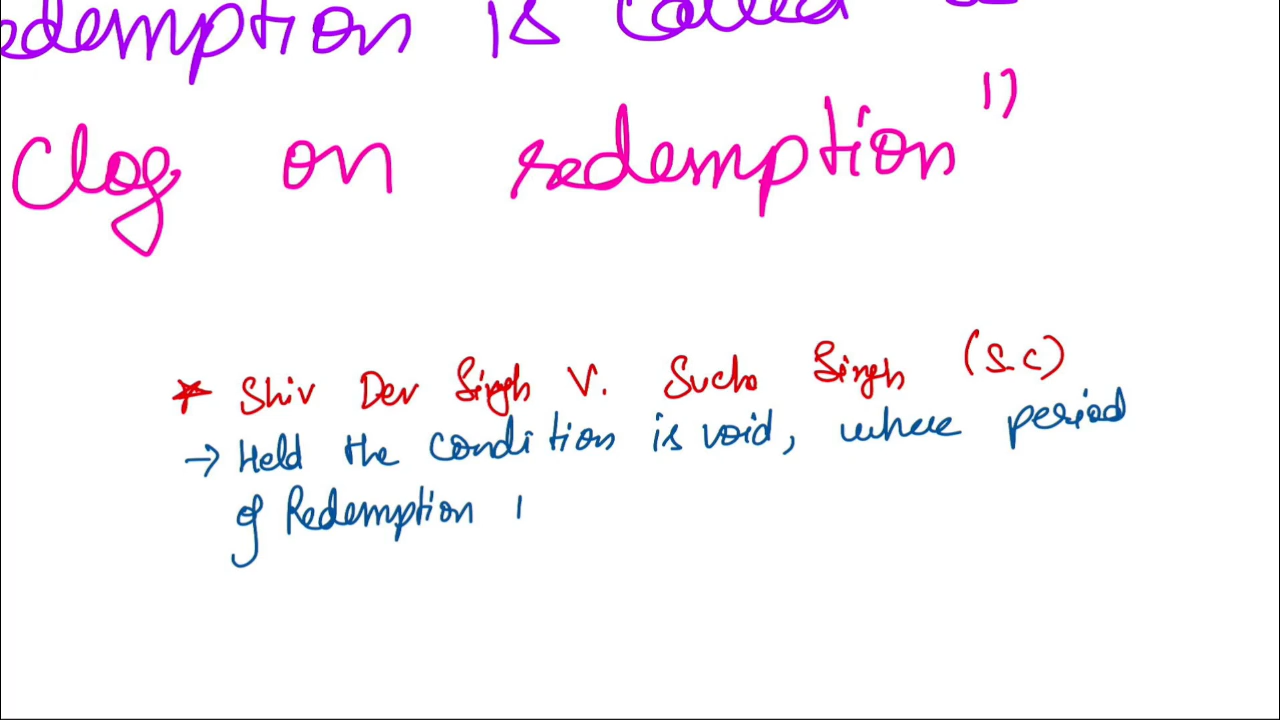 edemption is called
Clog on redemption"
* Shiv Dev Singh V. Sucha Singh (S.C)
→ Held the condition is void, where period
of Redemption